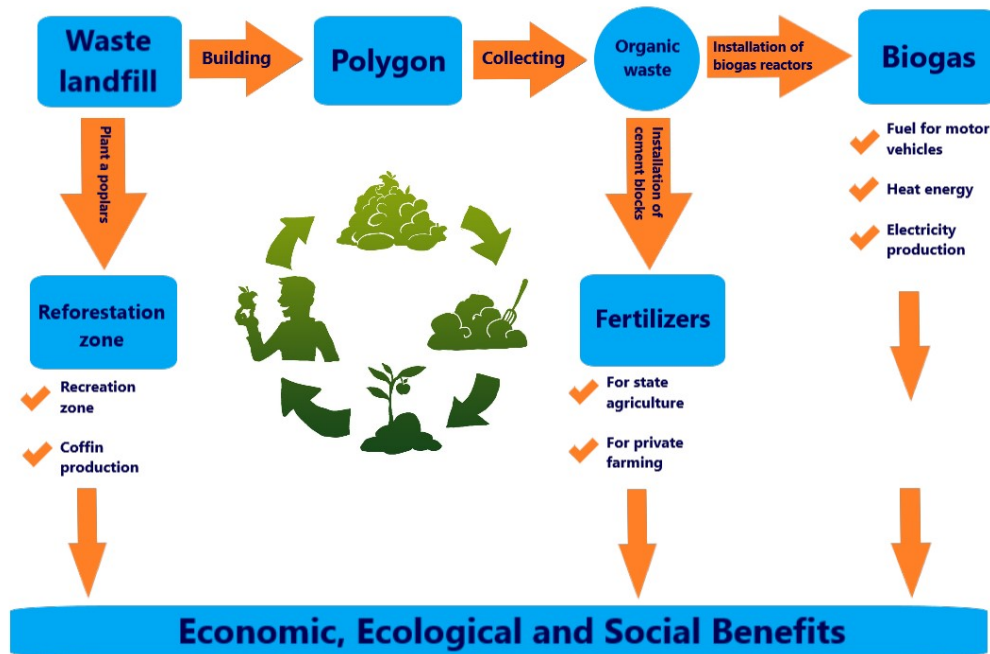 Waste
landfill
Building
Polygon
Collecting
Organic
waste
Installation of
biogas reactors
Biogas
Plant a poplars
Installation of
cement blocks
Fuel for motor
vehicles
Heat energy
Electricity
production
Reforestation
zone
Recreation
zone
Coffin
production
Fertilizers
For state
agriculture
For private
farming
Economic, Ecological and Social Benefits